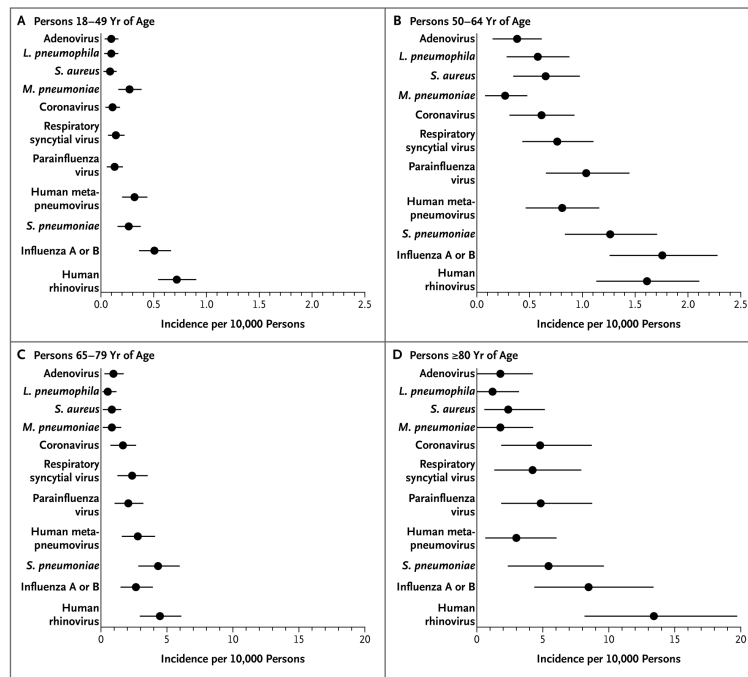 A Persons 18–49 Yr of Age
Adenovirus
L. pneumophila
S. aureus
M. pneumoniae
Coronavirus
Respiratory
syncytial virus
Parainfluenza
virus
Human meta-
pneumovirus
S. pneumoniae
Influenza A or B
Human
rhinovirus
0.0 0.5 1.0 1.5 2.0 2.5
Incidence per 10,000 Persons
B Persons 50–64 Yr of Age
Adenovirus
L. pneumophila
S. aureus
M. pneumoniae
Coronavirus
Respiratory
syncytial virus
Parainfluenza
virus
Human meta-
pneumovirus
S. pneumoniae
Influenza A or B
Human
rhinovirus
0.0 0.5 1.0 1.5 2.0 2.5
Incidence per 10,000 Persons
C Persons 65–79 Yr of Age
Adenovirus
L. pneumophila
S. aureus
M. pneumoniae
Coronavirus
Respiratory
syncytial virus
Parainfluenza
virus
Human meta-
pneumovirus
S. pneumoniae
Influenza A or B
Human
rhinovirus
0 5 10 15 20
Incidence per 10,000 Persons
D Persons ≥80 Yr of Age
Adenovirus
L. pneumophila
S. aureus
M. pneumoniae
Coronavirus
Respiratory
syncytial virus
Parainfluenza
virus
Human meta-
pneumovirus
S. pneumoniae
Influenza A or B
Human
rhinovirus
0 5 10 15 20
Incidence per 10,000 Persons